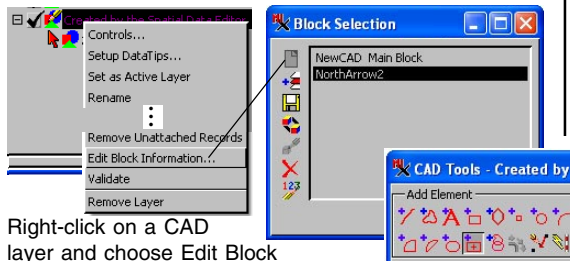 Created by the Spatial Data Editor
Controls...
Setup DataTips...
Set as Active Layer
Rename
Remove Unattached Records
Edit Block Information...
Validate
Remove Layer
Right-click on a CAD
layer and choose Edit Block
Block Selection
NewCAD Main Block
NorthArrow2
123
CAD Tools - Created by
Add Element